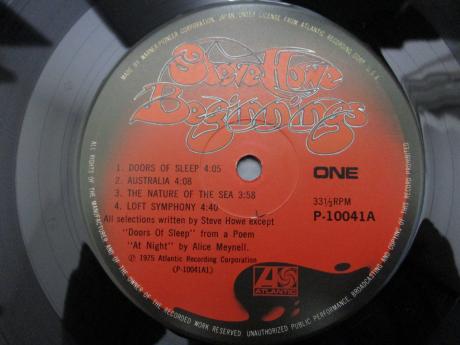 MADE BY WARNER-PIONEER CORPORATION, JAPAN, UNDER LICENSE FROM ATLANTIC RECORDING CORP. U.S.A.
Steve Howe
Beginnings
1. DOORS OF SLEEP 4:05
2. AUSTRALIA 4:08
3. THE NATURE OF THE SEA 3:58
4. LOFT SYMPHONY 4:40
ONE
33⅓RPM
P-10041A
All selections written by Steve Howe except
"Doors Of Sleep" from a Poem
"At Night" by Alice Meynell.
℗ 1975 Atlantic Recording Corporation
(P-10041A1)
ATLANTIC
ALL RIGHTS OF THE MANUFACTURER AND OF THE OWNER OF THE RECORDED WORK RESERVED. UNAUTHORIZED PUBLIC PERFORMANCE, BROADCASTING AND COPYING OF THIS RECORD PROHIBITED